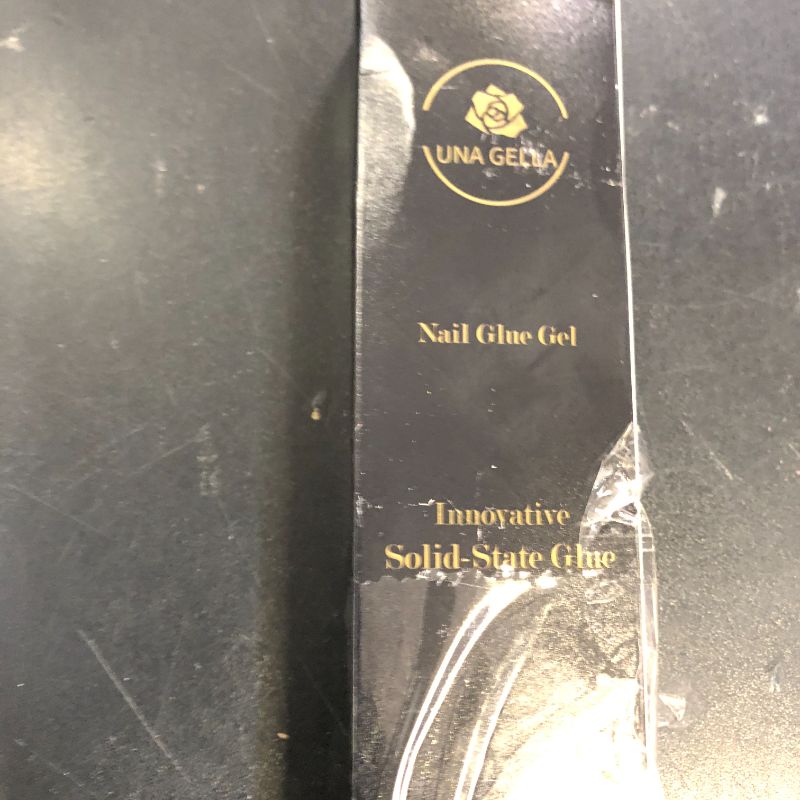 UNA GELLA
Nail Glue Gel
Innovative
Solid-State Glue